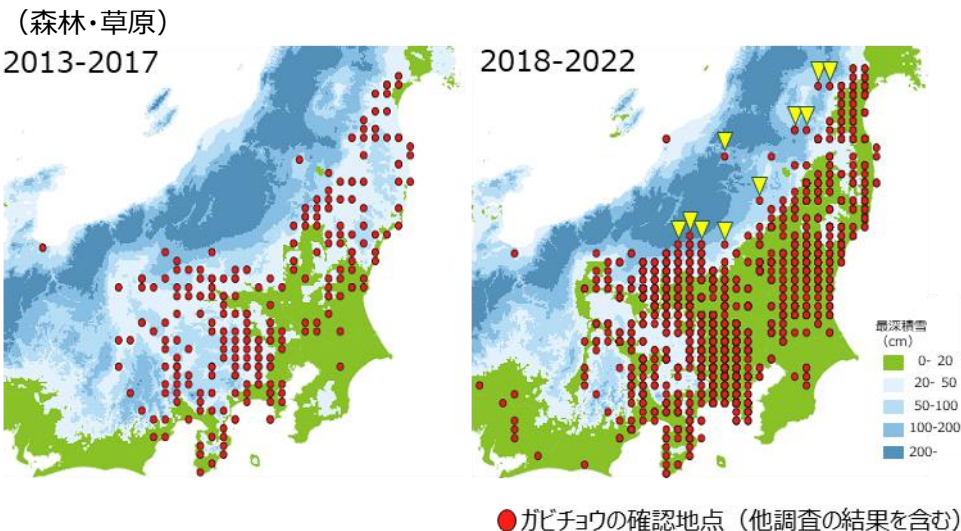 （森林・草原）
2013-2017
2018-2022
最深積雪
（cm）
0- 20
20- 50
50-100
100-200
200-
ガビチョウの確認地点（他調査の結果を含む）